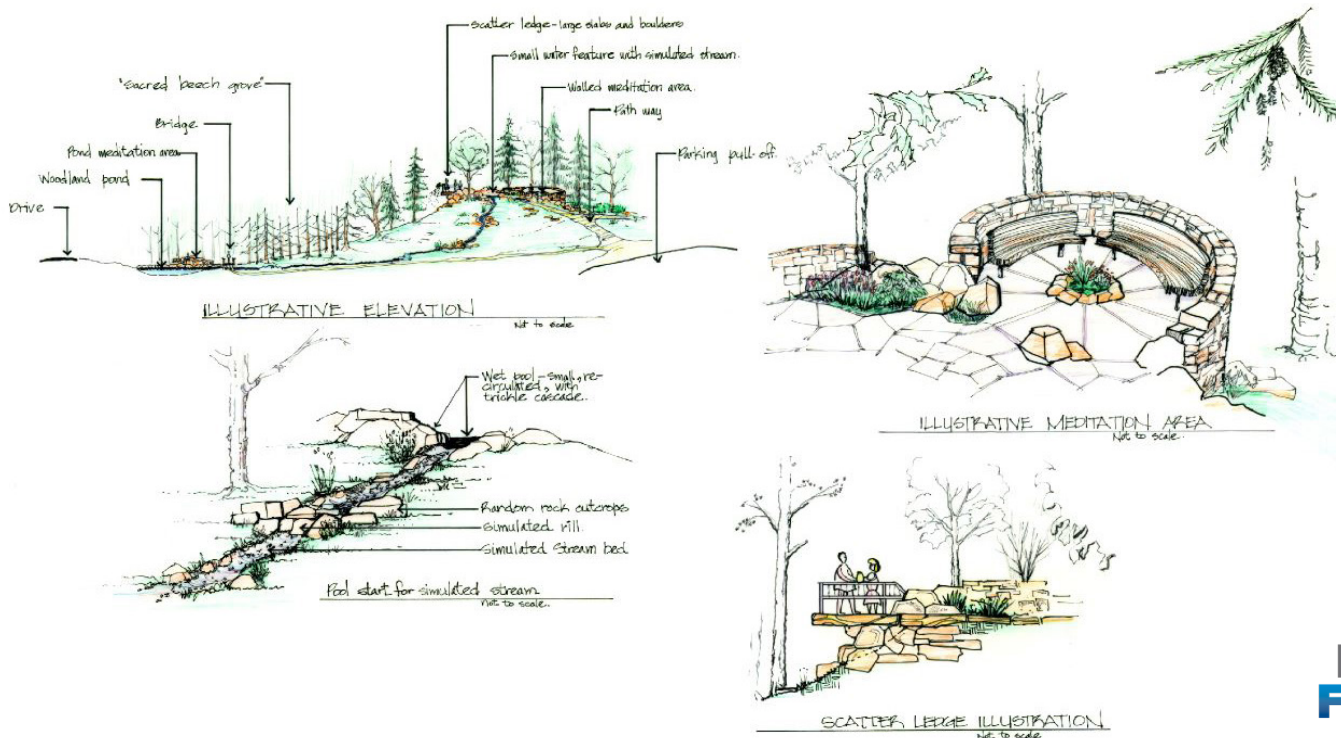 Scatter ledge-large slabs and boulders
Small water feature with simulated stream.
"Sacred beech grove"
Walled meditation area.
Path way
Bridge
Parking pull-off.
Pond meditation area
Woodland pond
Drive
ILLUSTRATIVE ELEVATION
Not to scale
Wet pool-small, re-
circulated, with
trickle cascade.
Random rock outcrops
Simulated rill.
Simulated Stream bed
Pool start for simulated stream
Not to scale.
ILLUSTRATIVE MEDITATION AREA
Not to scale.
SCATTER LEDGE ILLUSTRATION
Not to scale